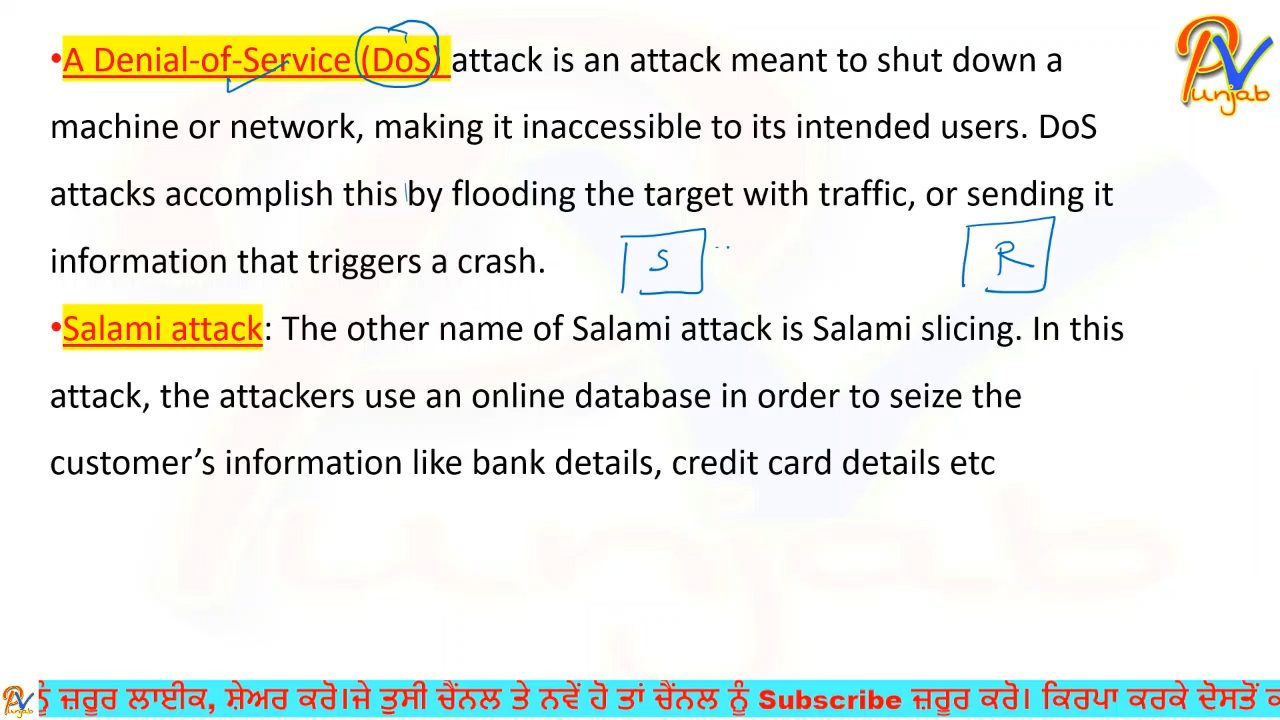 •A Denial-of-Service (DoS) attack is an attack meant to shut down a
machine or network, making it inaccessible to its intended users. DoS
attacks accomplish this by flooding the target with traffic, or sending it
information that triggers a crash.
S R
•Salami attack: The other name of Salami attack is Salami slicing. In this
attack, the attackers use an online database in order to seize the
customer’s information like bank details, credit card details etc
PV
Punjab
ਨੂੰ ਜ਼ਰੂਰ ਲਾਈਕ, ਸ਼ੇਅਰ ਕਰੋ।ਜੇ ਤੁਸੀ ਚੈਂਨਲ ਤੇ ਨਵੇਂ ਹੋ ਤਾਂ ਚੈਂਨਲ ਨੂੰ Subscribe ਜ਼ਰੂਰ ਕਰੋ। ਕਿਰਪਾ ਕਰਕੇ ਦੋਸਤੋਂ